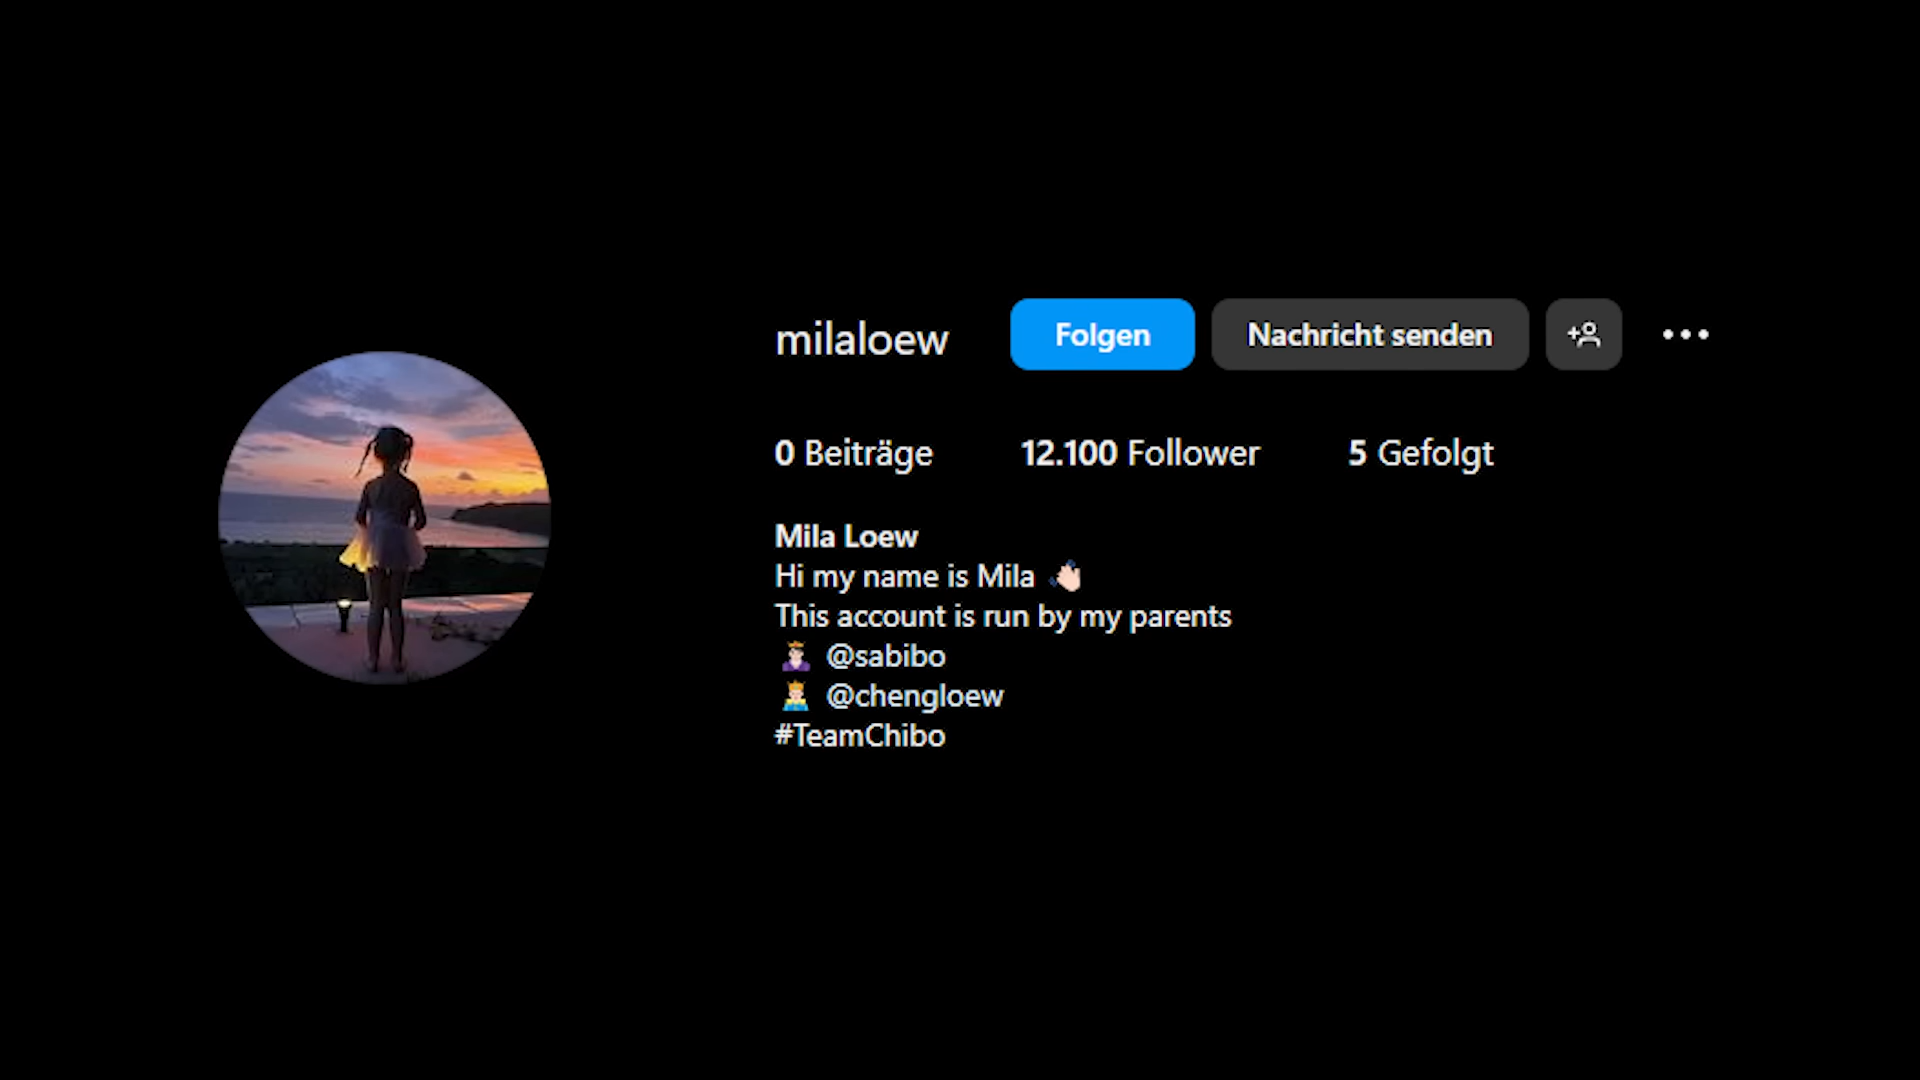 milaloew Folgen Nachricht senden
0 Beiträge 12.100 Follower 5 Gefolgt
Mila Loew
Hi my name is Mila 👋🏻
This account is run by my parents
🤴🏻 @sabibo
👸🏼 @chengloew
#TeamChibo